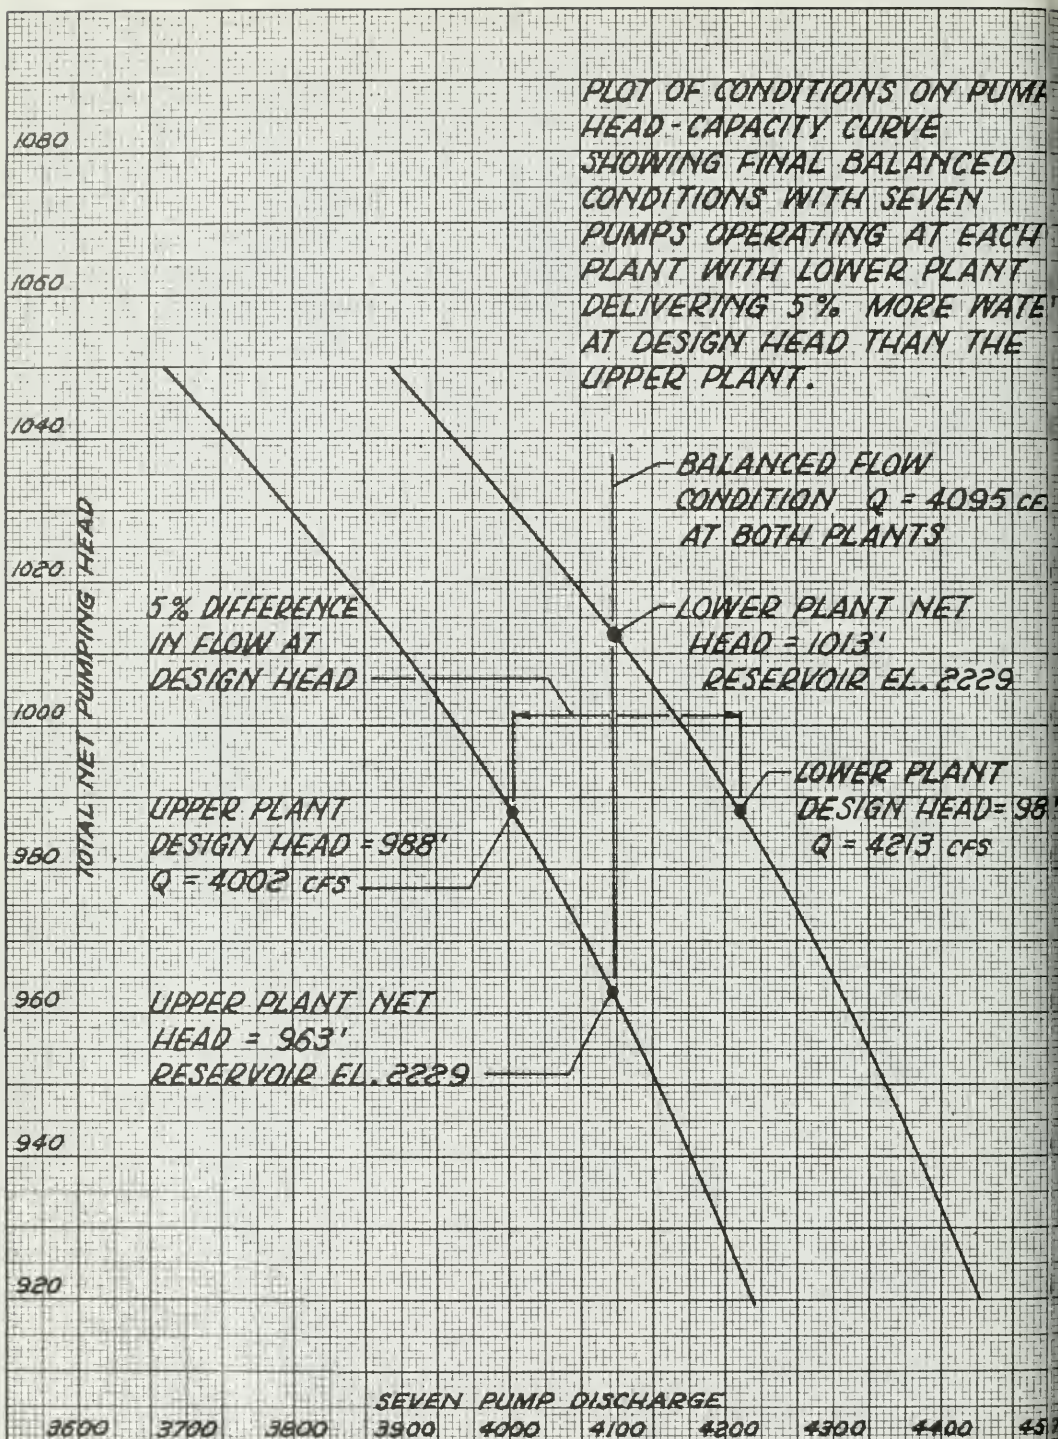 PLOT OF CONDITIONS ON PUMP
HEAD-CAPACITY CURVE
SHOWING FINAL BALANCED
CONDITIONS WITH SEVEN
PUMPS OPERATING AT EACH
PLANT WITH LOWER PLANT
DELIVERING 5% MORE WATE
AT DESIGN HEAD THAN THE
UPPER PLANT.
1080
1060
1040
1020
1000
980
960
940
920
TOTAL NET PUMPING HEAD
BALANCED FLOW
CONDITION Q = 4095 CF
AT BOTH PLANTS
5% DIFFERENCE
IN FLOW AT
DESIGN HEAD
LOWER PLANT NET
HEAD = 1013'
RESERVOIR EL. 2229
LOWER PLANT
DESIGN HEAD = 98
Q = 4213 CFS
UPPER PLANT
DESIGN HEAD = 988'
Q = 4002 CFS
UPPER PLANT NET
HEAD = 963'
RESERVOIR EL. 2229
SEVEN PUMP DISCHARGE
3600 3700 3800 3900 4000 4100 4200 4300 4400 45